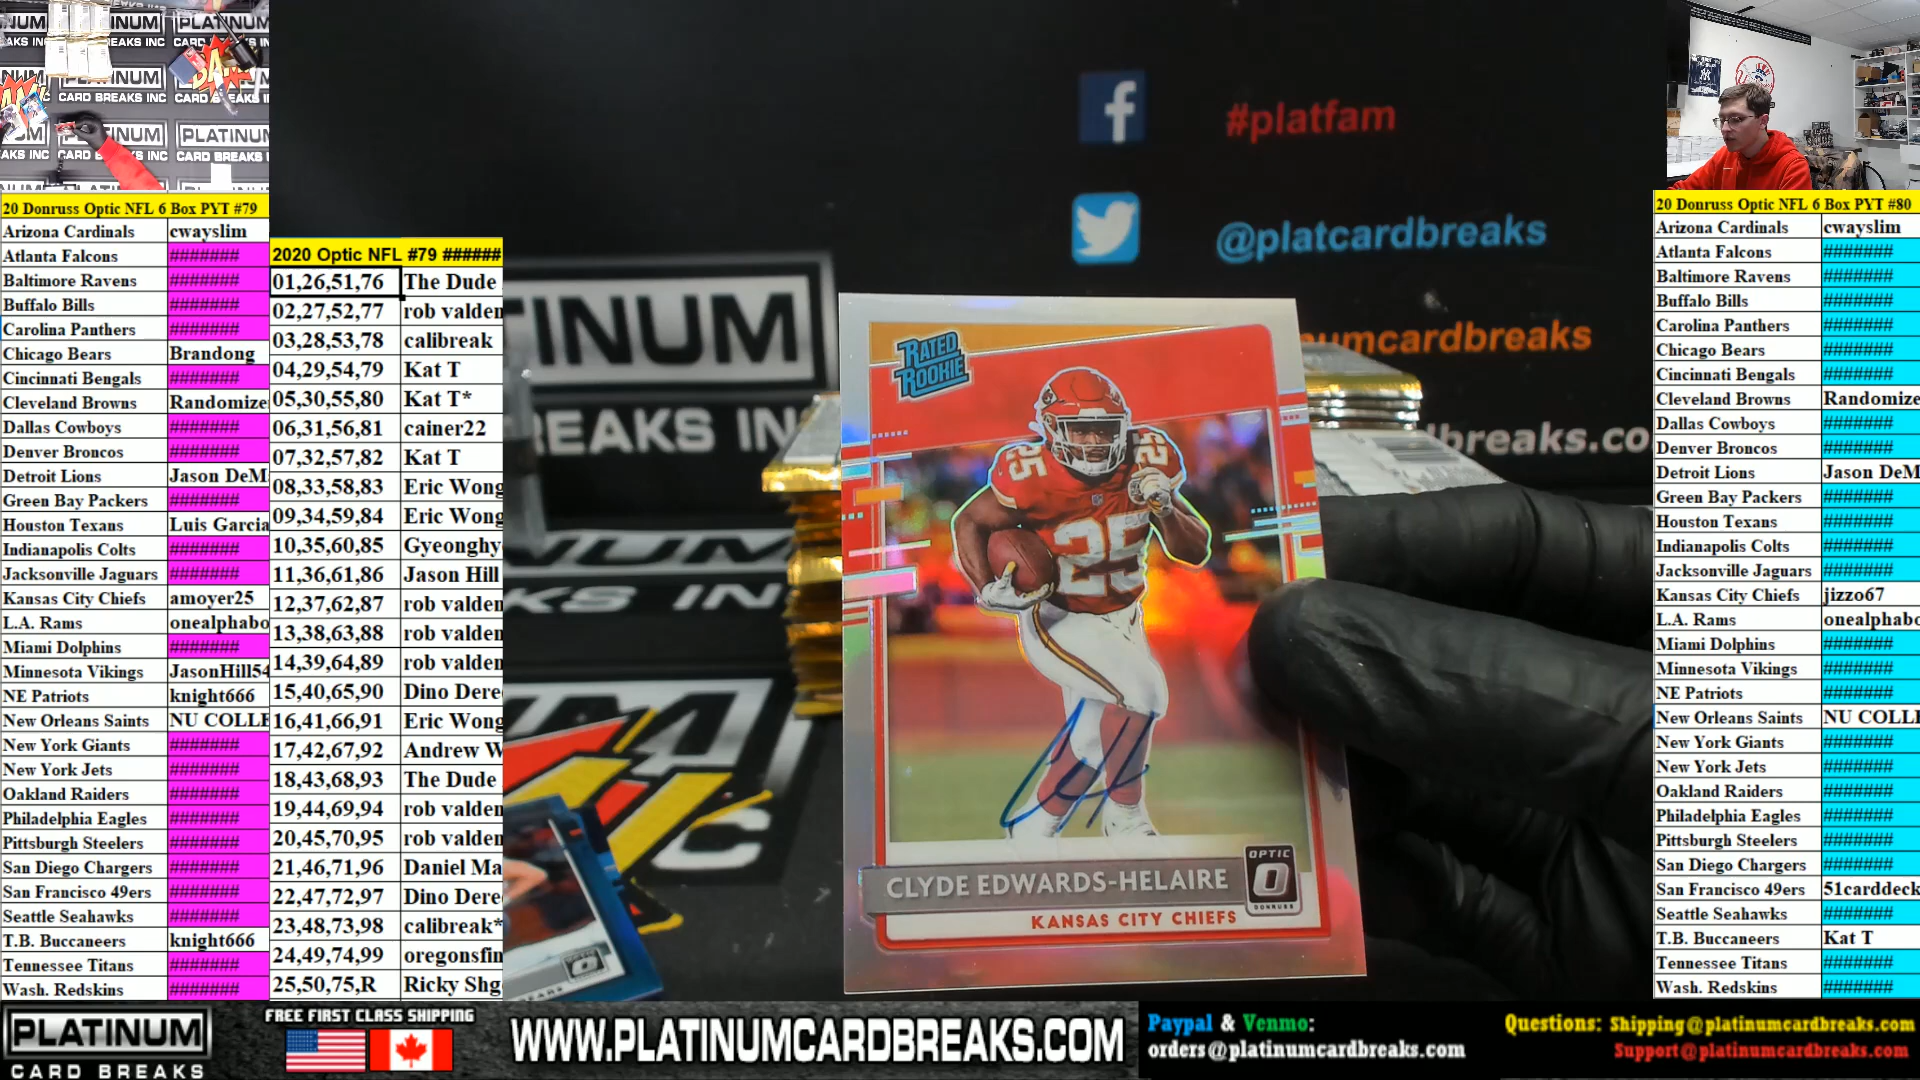 20 Donruss Optic NFL 6 Box PYT #79
Arizona Cardinals cwayslim
Atlanta Falcons #######
Baltimore Ravens #######
Buffalo Bills #######
Carolina Panthers #######
Chicago Bears Brandong
Cincinnati Bengals #######
Cleveland Browns Randomize
Dallas Cowboys #######
Denver Broncos #######
Detroit Lions Jason DeM
Green Bay Packers #######
Houston Texans Luis Garcia
Indianapolis Colts #######
Jacksonville Jaguars #######
Kansas City Chiefs amoyer25
L.A. Rams onealphabo
Miami Dolphins #######
Minnesota Vikings JasonHill54
NE Patriots knight666
New Orleans Saints NU COLLE
New York Giants #######
New York Jets #######
Oakland Raiders #######
Philadelphia Eagles #######
Pittsburgh Steelers #######
San Diego Chargers #######
San Francisco 49ers #######
Seattle Seahawks #######
T.B. Buccaneers knight666
Tennessee Titans #######
Wash. Redskins #######
2020 Optic NFL #79 ######
01,26,51,76 The Dude
02,27,52,77 rob valden
03,28,53,78 calibreak
04,29,54,79 Kat T
05,30,55,80 Kat T*
06,31,56,81 cainer22
07,32,57,82 Kat T
08,33,58,83 Eric Wong
09,34,59,84 Eric Wong
10,35,60,85 Gyeonghy
11,36,61,86 Jason Hill
12,37,62,87 rob valden
13,38,63,88 rob valden
14,39,64,89 rob valden
15,40,65,90 Dino Dere
16,41,66,91 Eric Wong
17,42,67,92 Andrew W
18,43,68,93 The Dude
19,44,69,94 rob valden
20,45,70,95 rob valden
21,46,71,96 Daniel Ma
22,47,72,97 Dino Dere
23,48,73,98 calibreak*
24,49,74,99 oregonsfin
25,50,75,R Ricky Shg
#platfam
@platcardbreaks
inumcardbreaks
breaks.co
TINUM
REAKS IN
RATED
ROOKIE
25
CLYDE EDWARDS-HELAIRE
KANSAS CITY CHIEFS
OPTIC
DONRUSS
20 Donruss Optic NFL 6 Box PYT #80
Arizona Cardinals cwayslim
Atlanta Falcons #######
Baltimore Ravens #######
Buffalo Bills #######
Carolina Panthers #######
Chicago Bears #######
Cincinnati Bengals #######
Cleveland Browns Randomize
Dallas Cowboys #######
Denver Broncos #######
Detroit Lions Jason DeM
Green Bay Packers #######
Houston Texans #######
Indianapolis Colts #######
Jacksonville Jaguars #######
Kansas City Chiefs jizzo67
L.A. Rams onealphabo
Miami Dolphins #######
Minnesota Vikings #######
NE Patriots #######
New Orleans Saints NU COLLE
New York Giants #######
New York Jets #######
Oakland Raiders #######
Philadelphia Eagles #######
Pittsburgh Steelers #######
San Diego Chargers #######
San Francisco 49ers 51carddeck
Seattle Seahawks #######
T.B. Buccaneers Kat T
Tennessee Titans #######
Wash. Redskins #######
PLATINUM
CARD BREAKS
FREE FIRST CLASS SHIPPING
WWW.PLATINUMCARDBREAKS.COM
Paypal & Venmo:
orders@platinumcardbreaks.com
Questions: Shipping@platinumcardbreaks.com
Support@platinumcardbreaks.com